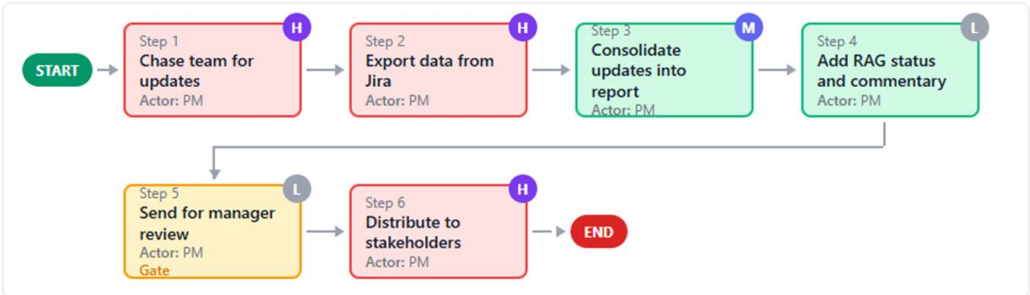 START
H
Step 1
Chase team for
updates
Actor: PM
H
Step 2
Export data from
Jira
Actor: PM
M
Step 3
Consolidate
updates into
report
Actor: PM
L
Step 4
Add RAG status
and commentary
Actor: PM
L
Step 5
Send for manager
review
Actor: PM
Gate
H
Step 6
Distribute to
stakeholders
Actor: PM
END